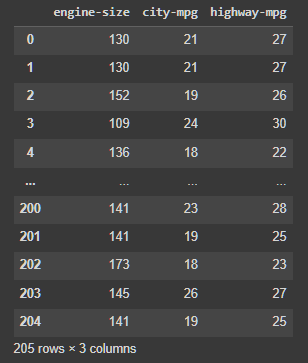 engine-size city-mpg highway-mpg
0 130 21 27
1 130 21 27
2 152 19 26
3 109 24 30
4 136 18 22
... ... ... ...
200 141 23 28
201 141 19 25
202 173 18 23
203 145 26 27
204 141 19 25
205 rows × 3 columns